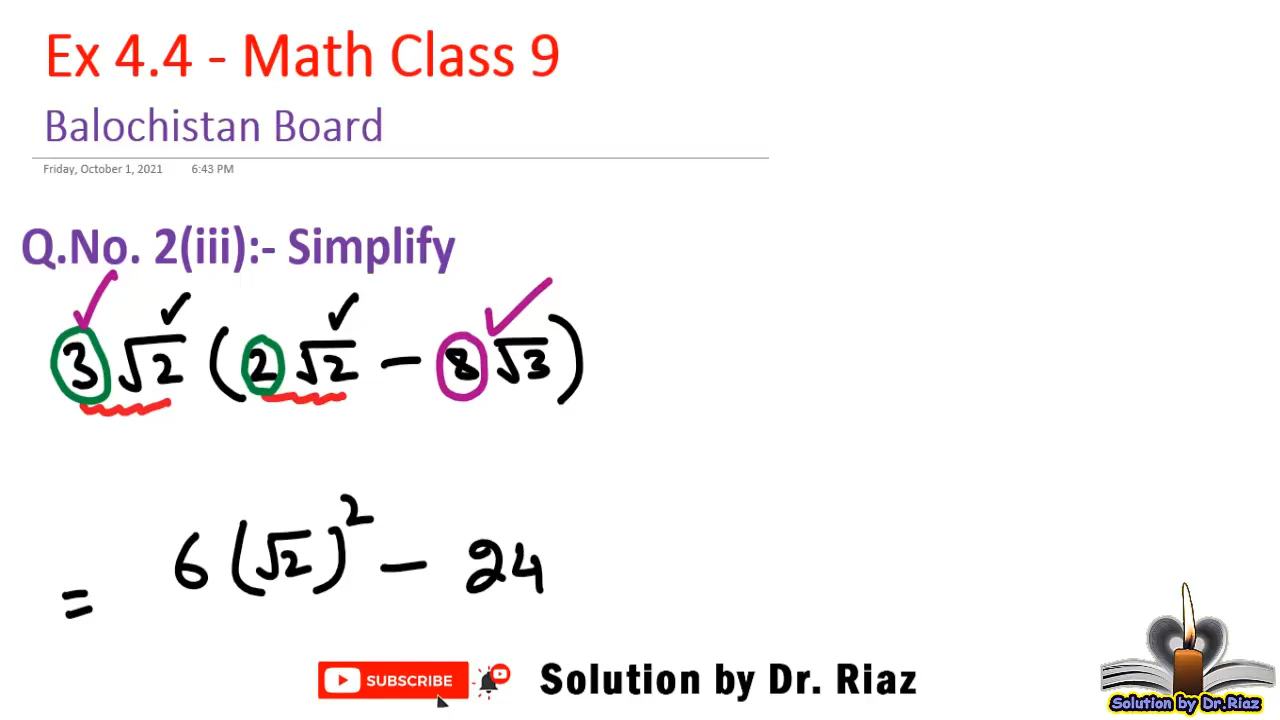 Ex 4.4 - Math Class 9
Balochistan Board
Friday, October 1, 2021 6:43 PM
Q.No. 2(iii):- Simplify
3√2 (2√2 − 8√3)
= 6(√2)² − 24
SUBSCRIBE Solution by Dr. Riaz
Solution by Dr.Riaz